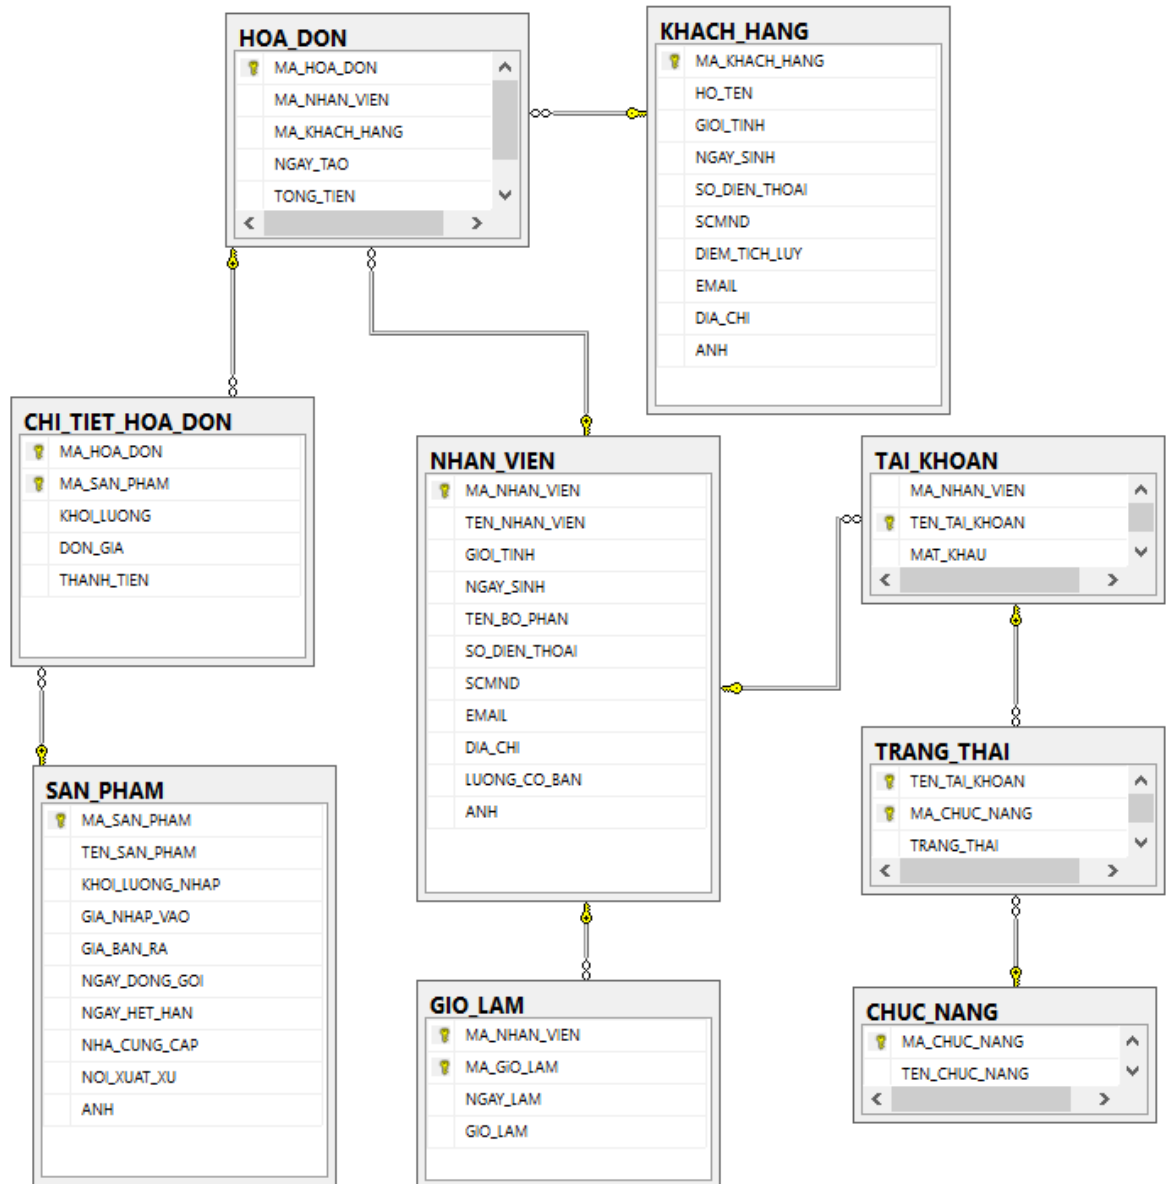 HOA_DON
MA_HOA_DON
MA_NHAN_VIEN
MA_KHACH_HANG
NGAY_TAO
TONG_TIEN
KHACH_HANG
MA_KHACH_HANG
HO_TEN
GIOI_TINH
NGAY_SINH
SO_DIEN_THOAI
SCMND
DIEM_TICH_LUY
EMAIL
DIA_CHI
ANH
CHI_TIET_HOA_DON
MA_HOA_DON
MA_SAN_PHAM
KHOI_LUONG
DON_GIA
THANH_TIEN
NHAN_VIEN
MA_NHAN_VIEN
TEN_NHAN_VIEN
GIOI_TINH
NGAY_SINH
TEN_BO_PHAN
SO_DIEN_THOAI
SCMND
EMAIL
DIA_CHI
LUONG_CO_BAN
ANH
TAI_KHOAN
MA_NHAN_VIEN
TEN_TAI_KHOAN
MAT_KHAU
TRANG_THAI
TEN_TAI_KHOAN
MA_CHUC_NANG
TRANG_THAI
SAN_PHAM
MA_SAN_PHAM
TEN_SAN_PHAM
KHOI_LUONG_NHAP
GIA_NHAP_VAO
GIA_BAN_RA
NGAY_DONG_GOI
NGAY_HET_HAN
NHA_CUNG_CAP
NOI_XUAT_XU
ANH
GIO_LAM
MA_NHAN_VIEN
MA_GiO_LAM
NGAY_LAM
GIO_LAM
CHUC_NANG
MA_CHUC_NANG
TEN_CHUC_NANG